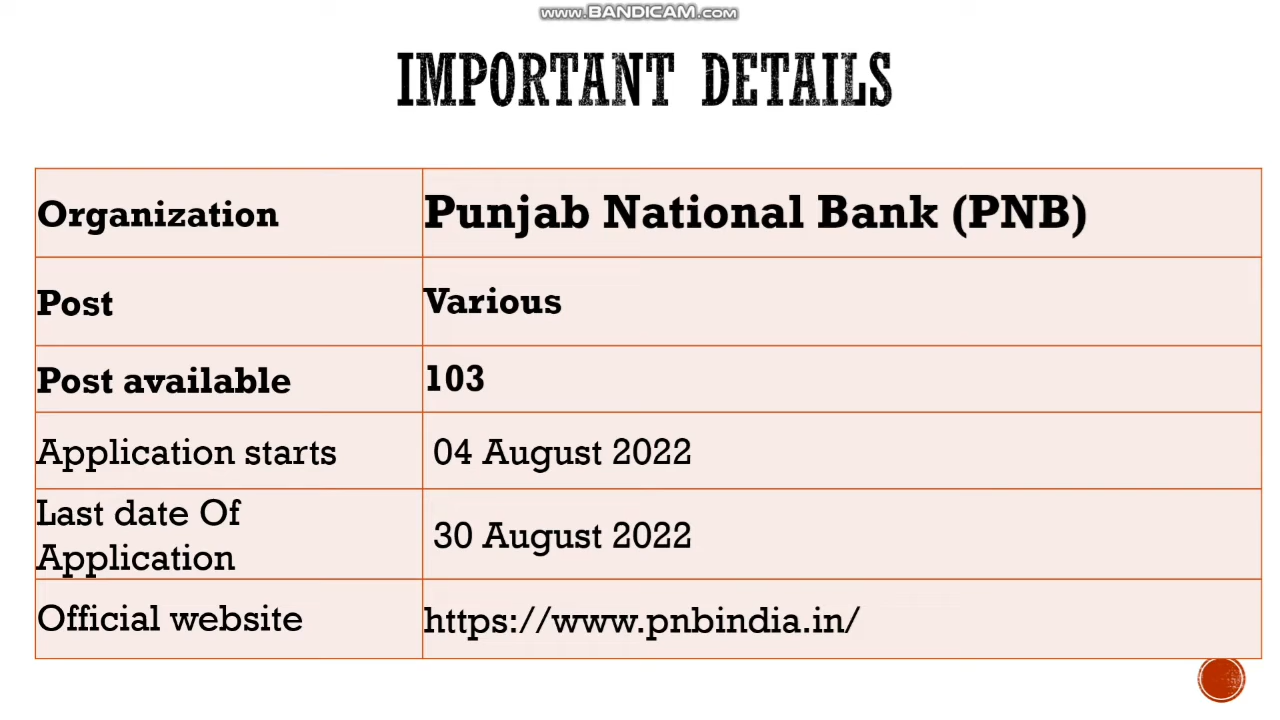 www.BANDICAM.com
IMPORTANT DETAILS
Organization Punjab National Bank (PNB)
Post Various
Post available 103
Application starts 04 August 2022
Last date Of
Application 30 August 2022
Official website https://www.pnbindia.in/